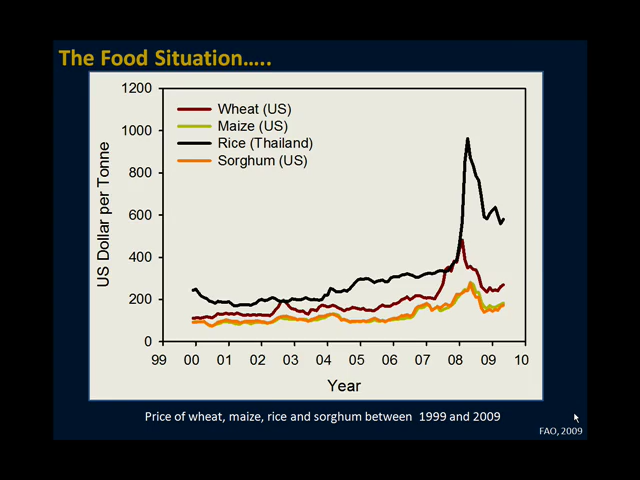 The Food Situation.....
1200
1000
800
600
400
200
0
US Dollar per Tonne
Wheat (US)
Maize (US)
Rice (Thailand)
Sorghum (US)
99 00 01 02 03 04 05 06 07 08 09 10
Year
Price of wheat, maize, rice and sorghum between 1999 and 2009
FAO, 2009